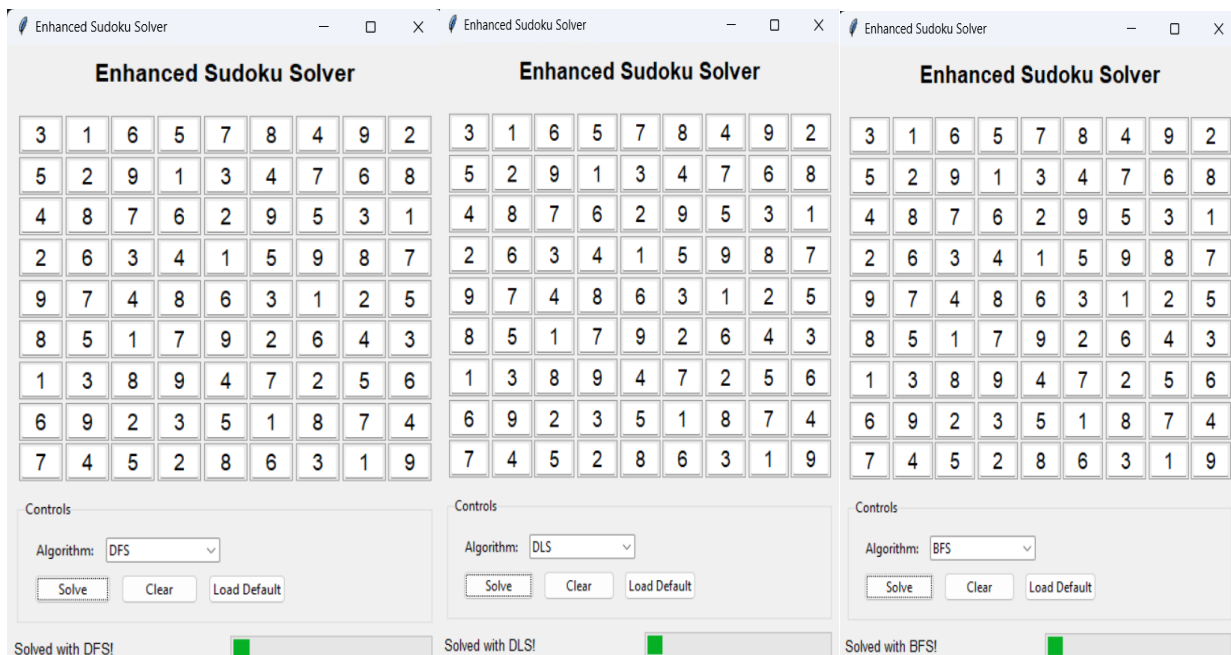 Enhanced Sudoku Solver
Enhanced Sudoku Solver
3 1 6 5 7 8 4 9 2
5 2 9 1 3 4 7 6 8
4 8 7 6 2 9 5 3 1
2 6 3 4 1 5 9 8 7
9 7 4 8 6 3 1 2 5
8 5 1 7 9 2 6 4 3
1 3 8 9 4 7 2 5 6
6 9 2 3 5 1 8 7 4
7 4 5 2 8 6 3 1 9
Controls
Algorithm: DFS
Solve Clear Load Default
Solved with DFS!
Enhanced Sudoku Solver
Enhanced Sudoku Solver
3 1 6 5 7 8 4 9 2
5 2 9 1 3 4 7 6 8
4 8 7 6 2 9 5 3 1
2 6 3 4 1 5 9 8 7
9 7 4 8 6 3 1 2 5
8 5 1 7 9 2 6 4 3
1 3 8 9 4 7 2 5 6
6 9 2 3 5 1 8 7 4
7 4 5 2 8 6 3 1 9
Controls
Algorithm: DLS
Solve Clear Load Default
Solved with DLS!
Enhanced Sudoku Solver
Enhanced Sudoku Solver
3 1 6 5 7 8 4 9 2
5 2 9 1 3 4 7 6 8
4 8 7 6 2 9 5 3 1
2 6 3 4 1 5 9 8 7
9 7 4 8 6 3 1 2 5
8 5 1 7 9 2 6 4 3
1 3 8 9 4 7 2 5 6
6 9 2 3 5 1 8 7 4
7 4 5 2 8 6 3 1 9
Controls
Algorithm: BFS
Solve Clear Load Default
Solved with BFS!